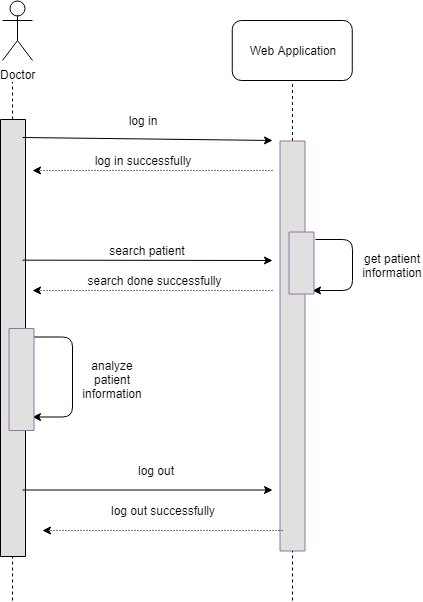 Doctor
Web Application
log in
log in successfully
search patient
search done successfully
get patient
information
analyze
patient
information
log out
log out successfully